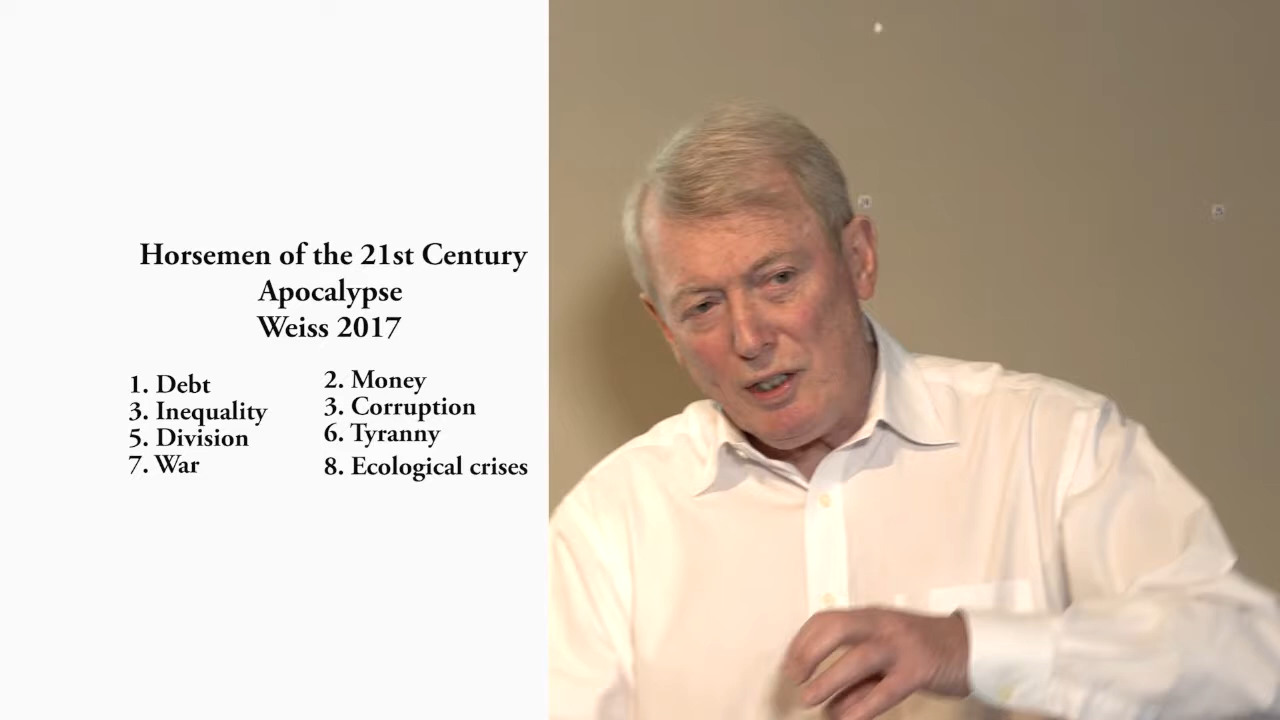 Horsemen of the 21st Century
Apocalypse
Weiss 2017
1. Debt
2. Money
3. Inequality
3. Corruption
5. Division
6. Tyranny
7. War
8. Ecological crises